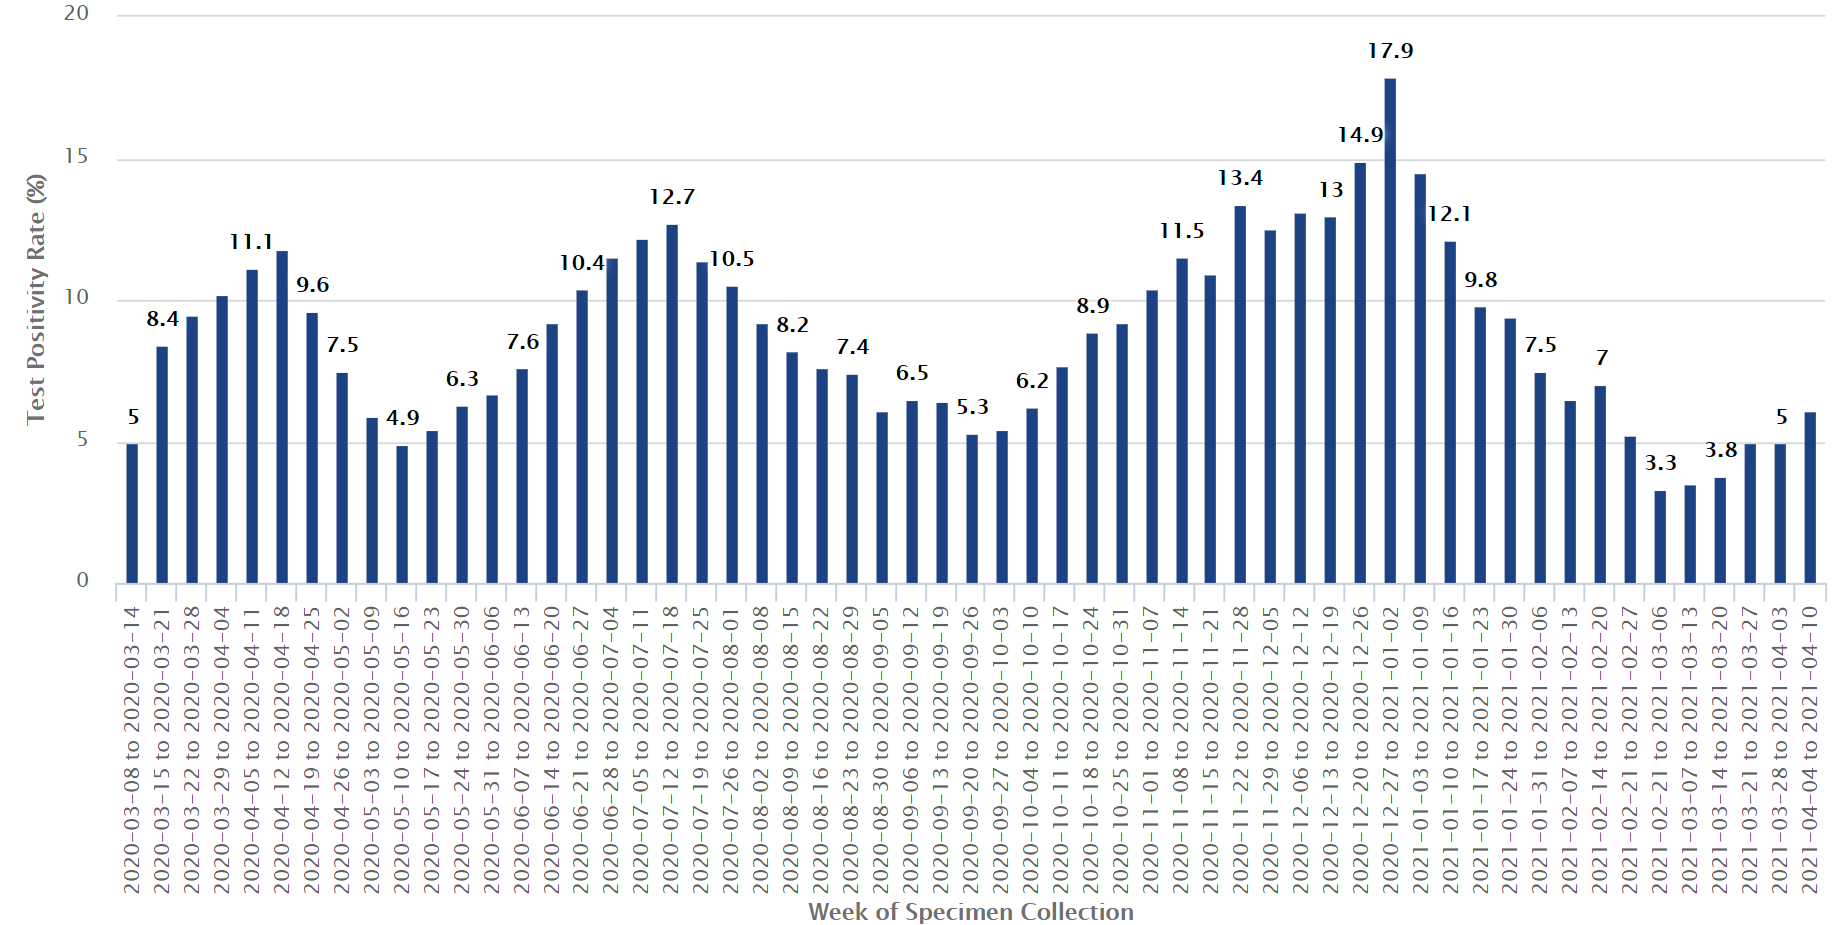 20
15
10
5
0
Test Positivity Rate (%)
5
8.4
11.1
9.6
7.5
4.9
6.3
7.6
10.4
12.7
10.5
8.2
7.4
6.5
5.3
6.2
8.9
11.5
13.4
13
14.9
17.9
12.1
9.8
7.5
7
3.3
3.8
5
2020-03-08 to 2020-03-14
2020-03-15 to 2020-03-21
2020-03-22 to 2020-03-28
2020-03-29 to 2020-04-04
2020-04-05 to 2020-04-11
2020-04-12 to 2020-04-18
2020-04-19 to 2020-04-25
2020-04-26 to 2020-05-02
2020-05-03 to 2020-05-09
2020-05-10 to 2020-05-16
2020-05-17 to 2020-05-23
2020-05-24 to 2020-05-30
2020-05-31 to 2020-06-06
2020-06-07 to 2020-06-13
2020-06-14 to 2020-06-20
2020-06-21 to 2020-06-27
2020-06-28 to 2020-07-04
2020-07-05 to 2020-07-11
2020-07-12 to 2020-07-18
2020-07-19 to 2020-07-25
2020-07-26 to 2020-08-01
2020-08-02 to 2020-08-08
2020-08-09 to 2020-08-15
2020-08-16 to 2020-08-22
2020-08-23 to 2020-08-29
2020-08-30 to 2020-09-05
2020-09-06 to 2020-09-12
2020-09-13 to 2020-09-19
2020-09-20 to 2020-09-26
2020-09-27 to 2020-10-03
2020-10-04 to 2020-10-10
2020-10-11 to 2020-10-17
2020-10-18 to 2020-10-24
2020-10-25 to 2020-10-31
2020-11-01 to 2020-11-07
2020-11-08 to 2020-11-14
2020-11-15 to 2020-11-21
2020-11-22 to 2020-11-28
2020-11-29 to 2020-12-05
2020-12-06 to 2020-12-12
2020-12-13 to 2020-12-19
2020-12-20 to 2020-12-26
2020-12-27 to 2021-01-02
2021-01-03 to 2021-01-09
2021-01-10 to 2021-01-16
2021-01-17 to 2021-01-23
2021-01-24 to 2021-01-30
2021-01-31 to 2021-02-06
2021-02-07 to 2021-02-13
2021-02-14 to 2021-02-20
2021-02-21 to 2021-02-27
2021-02-21 to 2021-03-06
2021-03-07 to 2021-03-13
2021-03-14 to 2021-03-20
2021-03-21 to 2021-03-27
2021-03-28 to 2021-04-03
2021-04-04 to 2021-04-10
Week of Specimen Collection